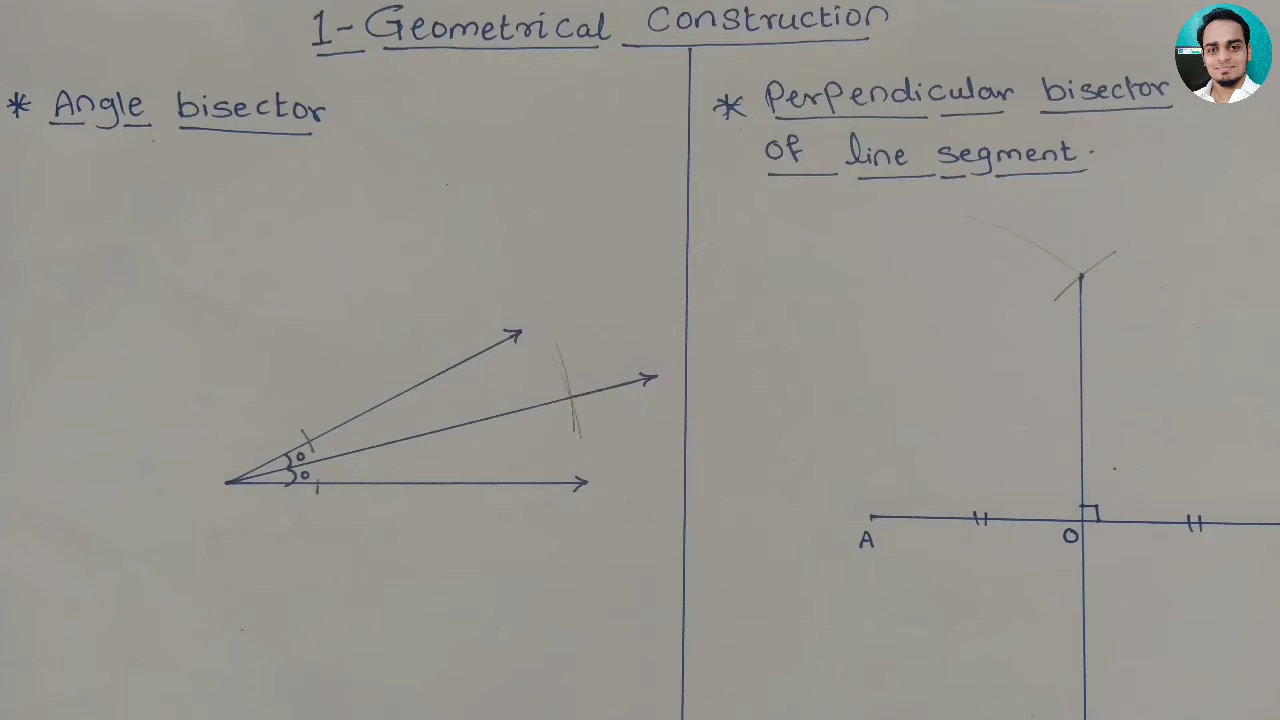 1- Geometrical Construction
* Angle bisector
* Perpendicular bisector
of line segment.
A
O